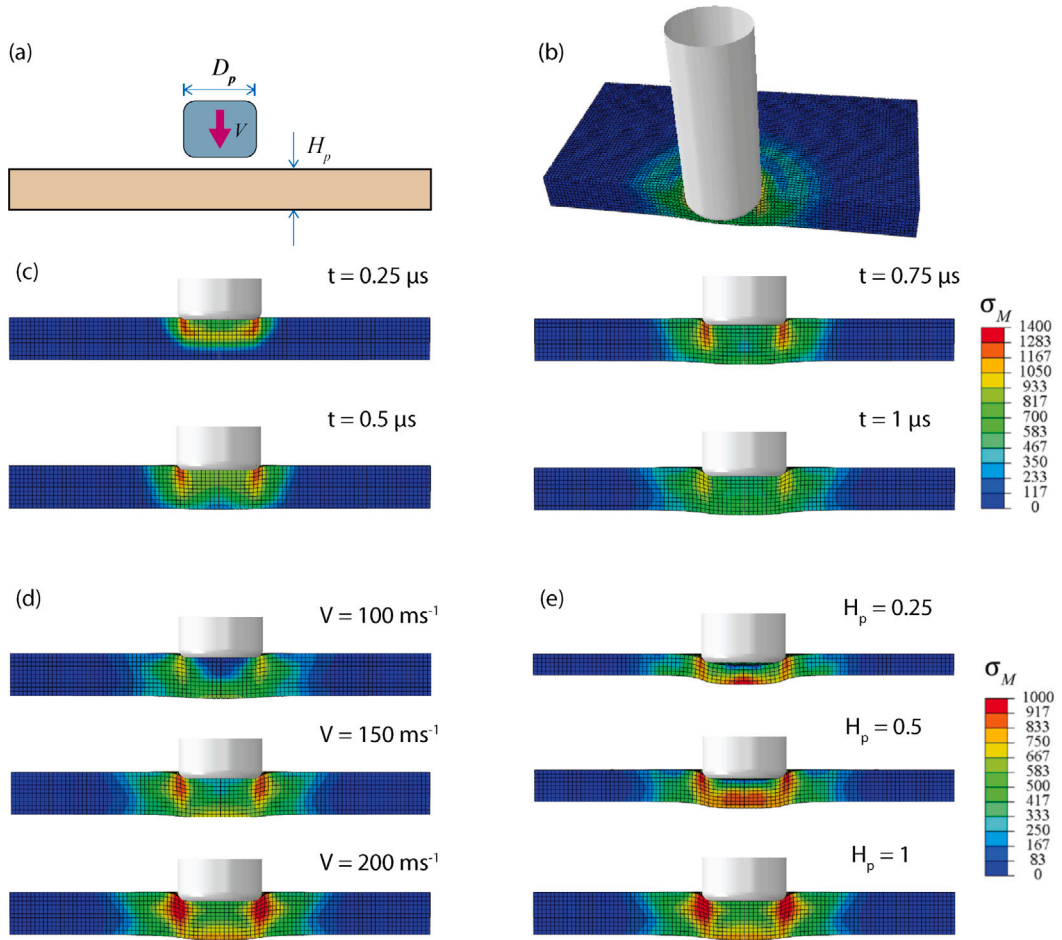 (a)
D_p
V
H_p
(b)
(c)
t = 0.25 µs
t = 0.75 µs
σ_M
1400
1283
1167
1050
933
817
700
583
467
350
233
117
0
t = 0.5 µs
t = 1 µs
(d)
V = 100 ms⁻¹
V = 150 ms⁻¹
V = 200 ms⁻¹
(e)
H_p = 0.25
H_p = 0.5
H_p = 1
σ_M
1000
917
833
750
667
583
500
417
333
250
167
83
0